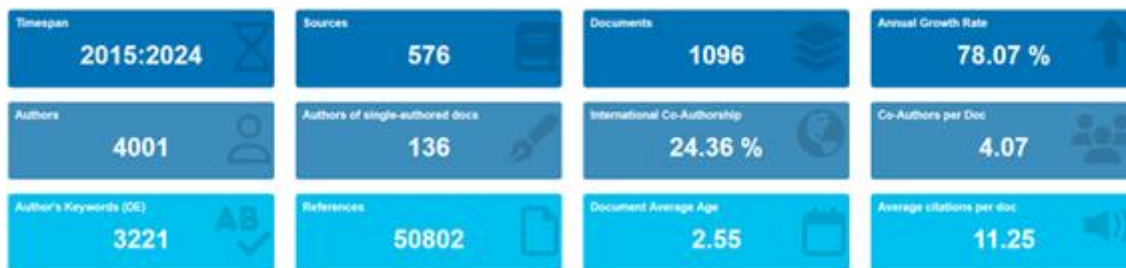 Timespan
2015:2024
Sources
576
Documents
1096
Annual Growth Rate
78.07 %
Authors
4001
Authors of single-authored docs
136
International Co-Authorship
24.36 %
Co-Authors per Doc
4.07
Author's Keywords (DE)
3221
AB
References
50802
Document Average Age
2.55
Average citations per doc
11.25